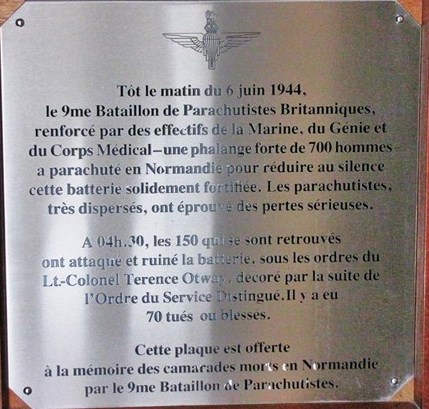 Tôt le matin du 6 juin 1944,
le 9me Bataillon de Parachutistes Britanniques,
renforcé par des effectifs de la Marine, du Génie et
du Corps Médical—une phalange forte de 700 hommes—
a parachuté en Normandie pour réduire au silence
cette batterie solidement fortifiée. Les parachutistes,
très dispersés, ont éprouvé des pertes sérieuses.
A 04h.30, les 150 qui se sont retrouvés
ont attaqué et ruiné la batterie, sous les ordres du
Lt.-Colonel Terence Otway, décoré par la suite de
l'Ordre du Service Distingué. Il y a eu
70 tués ou blessés.
Cette plaque est offerte
à la mémoire des camarades morts en Normandie
par le 9me Bataillon de Parachutistes.